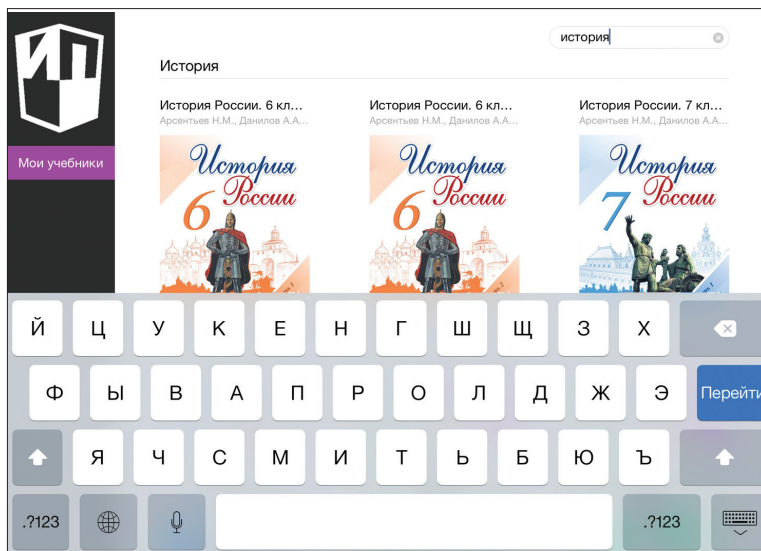 ИП
история
История
История России. 6 кл...
Арсентьев Н.М., Данилов А.А...
История России. 6 кл...
Арсентьев Н.М., Данилов А.А...
История России. 7 кл...
Арсентьев Н.М., Данилов А.А...
Мои учебники
История
России
6
История
России
6
История
России
7
Й Ц У К Е Н Г Ш Щ З Х
Ф Ы В А П Р О Л Д Ж Э Перейти
Я Ч С М И Т Ь Б Ю Ъ
.?123 .?123